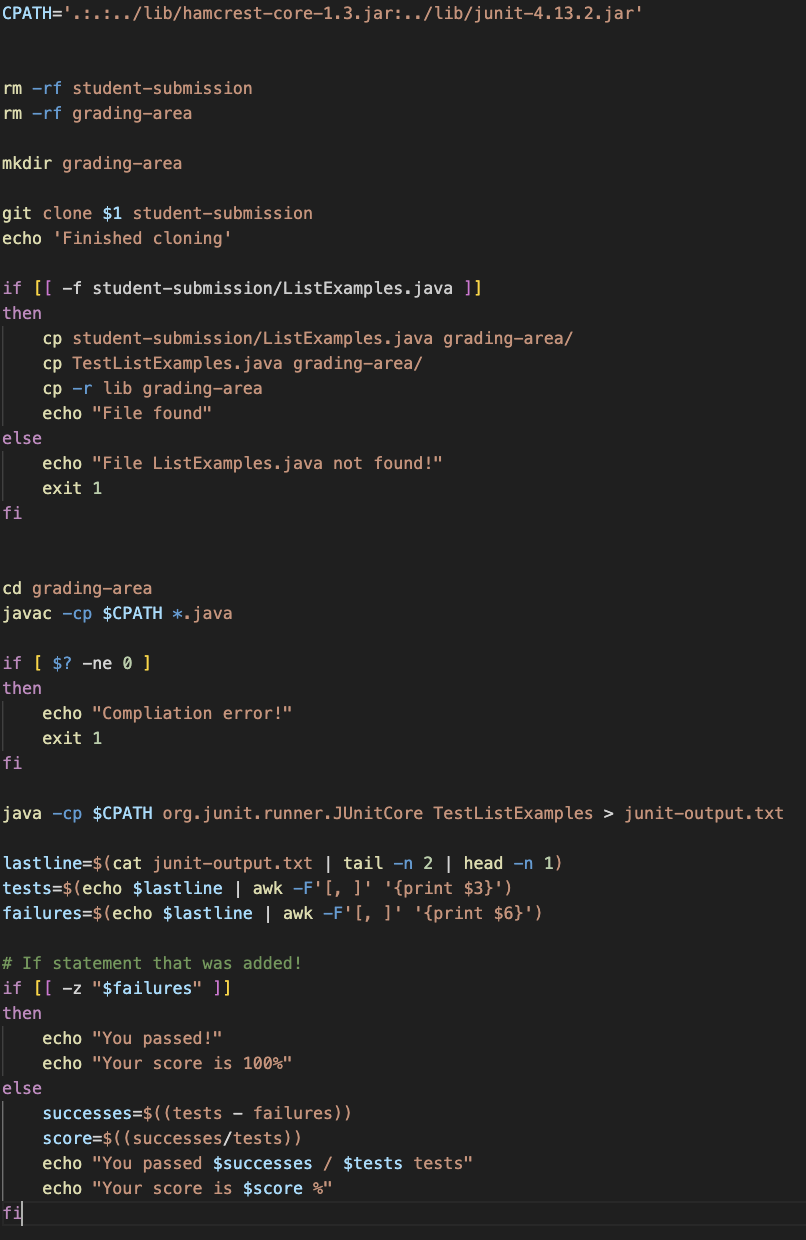 CPATH='.:.:../lib/hamcrest-core-1.3.jar:../lib/junit-4.13.2.jar'
rm -rf student-submission
rm -rf grading-area
mkdir grading-area
git clone $1 student-submission
echo 'Finished cloning'
if [[ -f student-submission/ListExamples.java ]]
then
    cp student-submission/ListExamples.java grading-area/
    cp TestListExamples.java grading-area/
    cp -r lib grading-area
    echo "File found"
else
    echo "File ListExamples.java not found!"
    exit 1
fi
cd grading-area
javac -cp $CPATH *.java
if [ $? -ne 0 ]
then
    echo "Compliation error!"
    exit 1
fi
java -cp $CPATH org.junit.runner.JUnitCore TestListExamples > junit-output.txt
lastline=$(cat junit-output.txt | tail -n 2 | head -n 1)
tests=$(echo $lastline | awk -F'[, ]' '{print $3}')
failures=$(echo $lastline | awk -F'[, ]' '{print $6}')
# If statement that was added!
if [[ -z "$failures" ]]
then
    echo "You passed!"
    echo "Your score is 100%"
else
    successes=$((tests - failures))
    score=$((successes/tests))
    echo "You passed $successes / $tests tests"
    echo "Your score is $score %"
fi